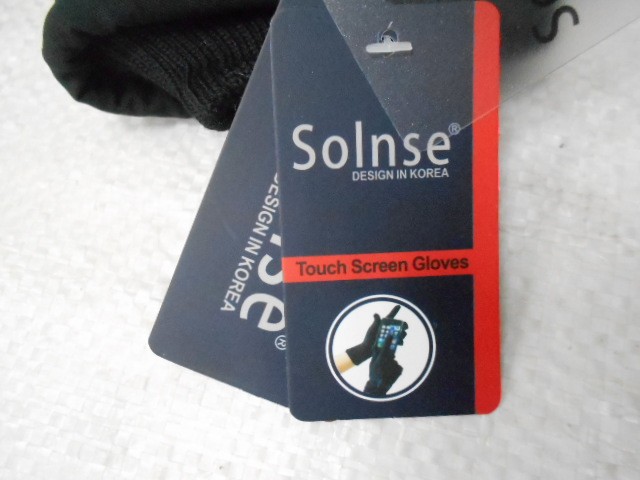 S
Solnse®
DESIGN IN KOREA
Touch Screen Gloves
DESIGN IN KOREA
se®